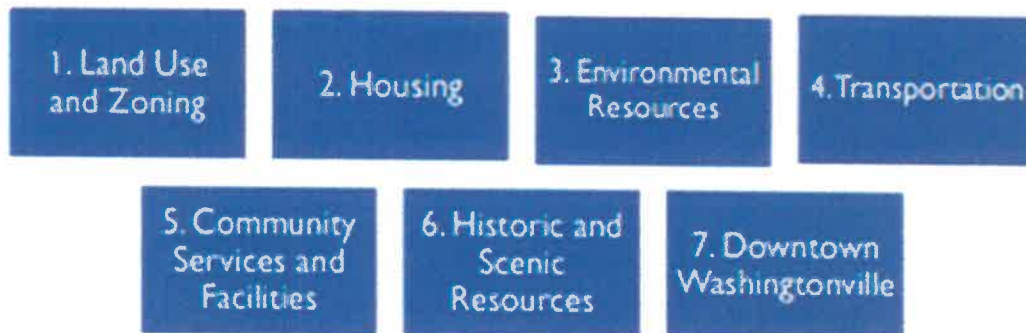 1. Land Use
and Zoning
2. Housing
3. Environmental
Resources
4. Transportation
5. Community
Services and
Facilities
6. Historic and
Scenic
Resources
7. Downtown
Washingtonville